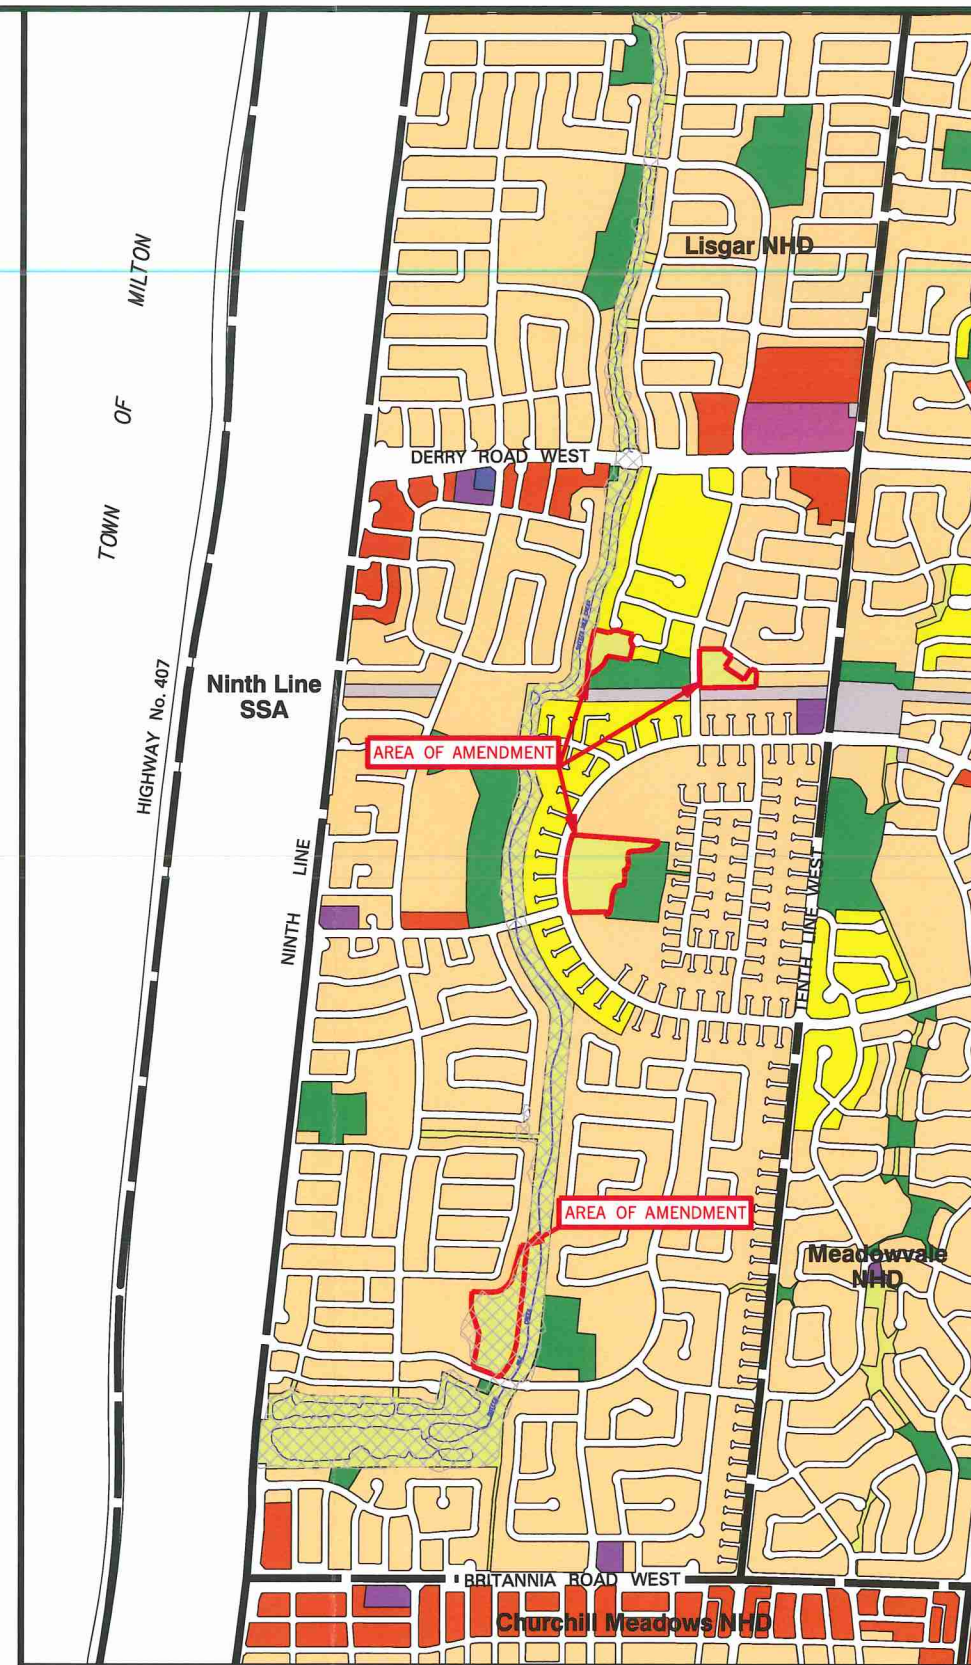 Lisgar NHD
TOWN OF MILTON
DERRY ROAD WEST
HIGHWAY No. 407
Ninth Line
SSA
AREA OF AMENDMENT
NINTH LINE
TENTH LINE WEST
AREA OF AMENDMENT
Meadowvale
NHD
BRITANNIA ROAD WEST
Churchill Meadows NHD